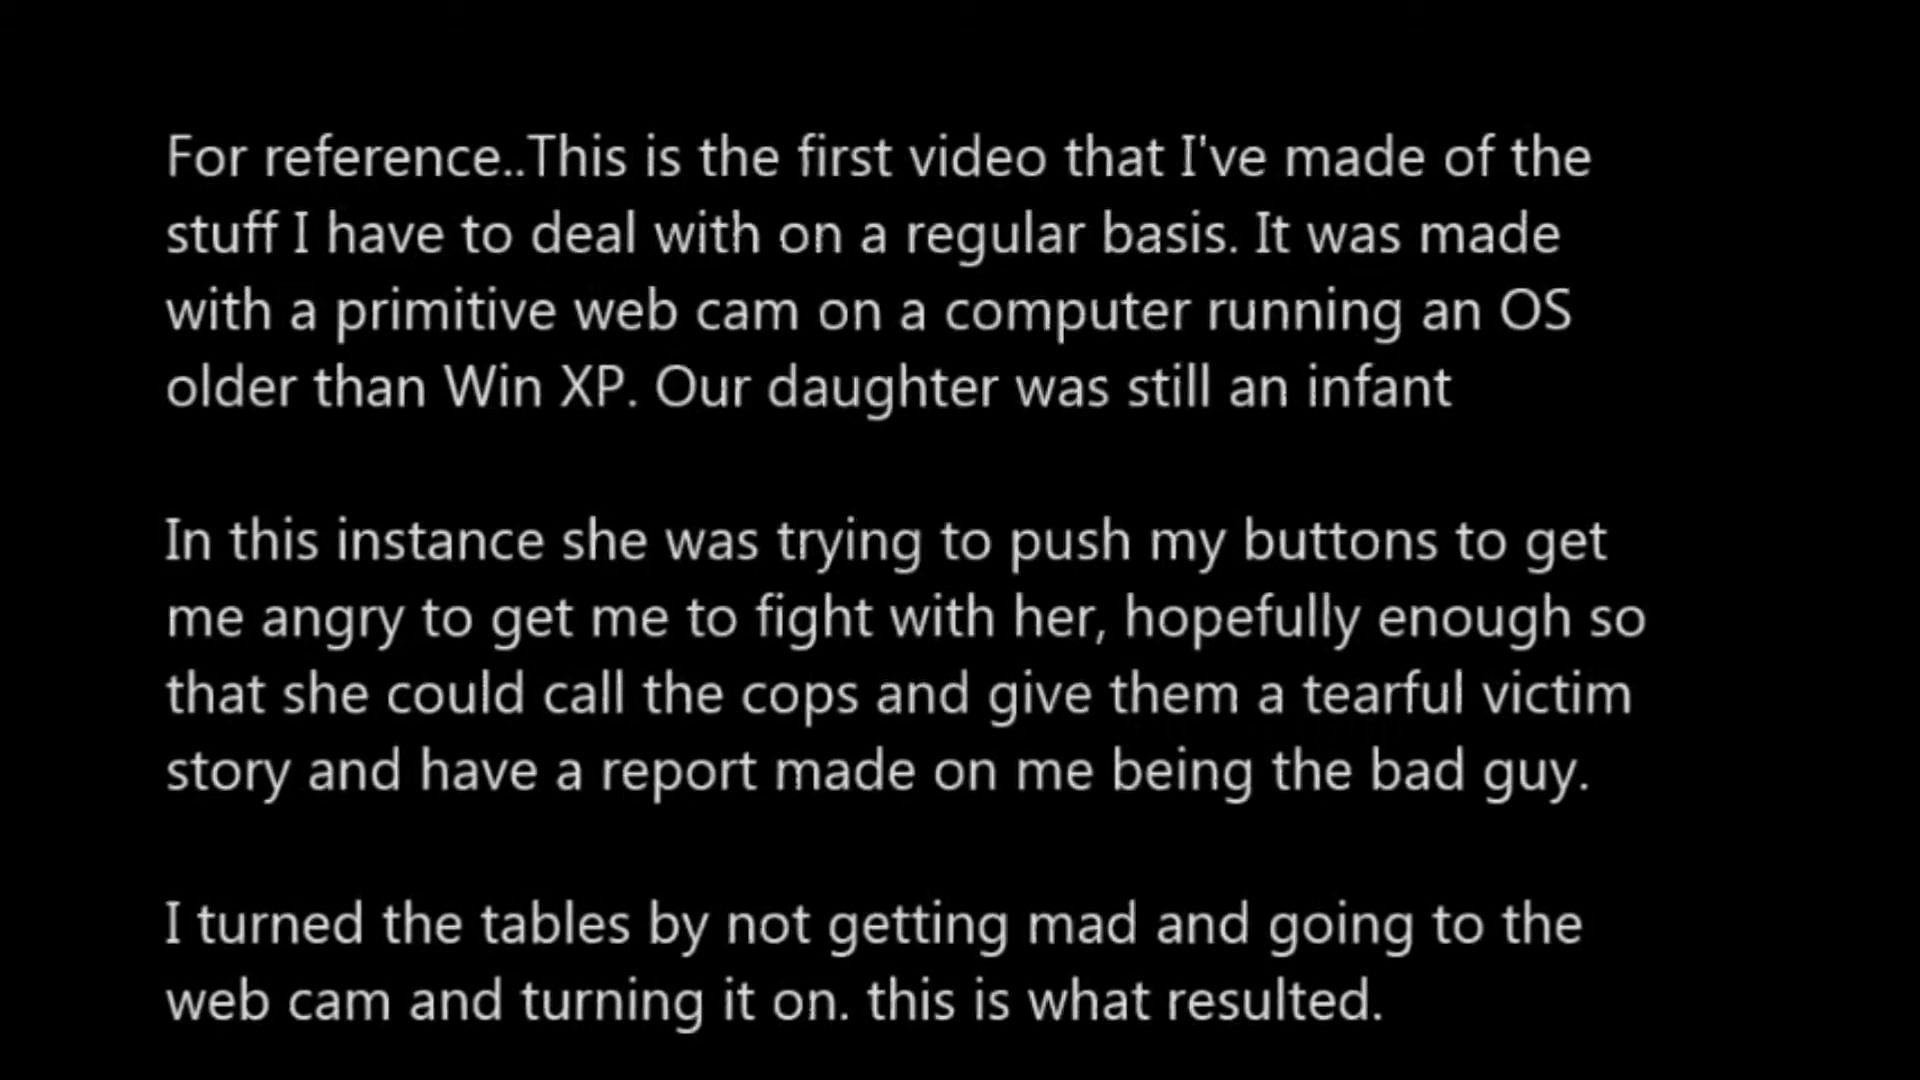 For reference..This is the first video that I've made of the
stuff I have to deal with on a regular basis. It was made
with a primitive web cam on a computer running an OS
older than Win XP. Our daughter was still an infant
In this instance she was trying to push my buttons to get
me angry to get me to fight with her, hopefully enough so
that she could call the cops and give them a tearful victim
story and have a report made on me being the bad guy.
I turned the tables by not getting mad and going to the
web cam and turning it on. this is what resulted.